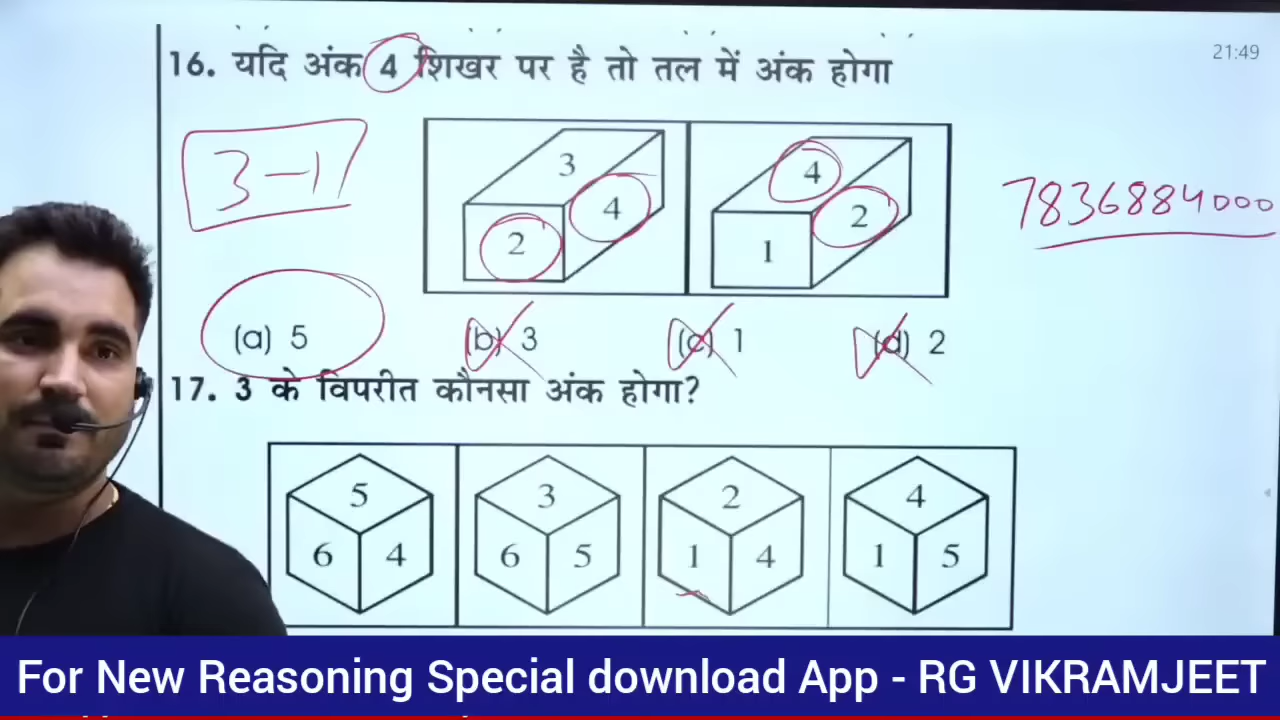 21:49
16. यदि अंक 4 शिखर पर है तो तल में अंक होगा
3-1
3
4
2
4
2
1
7836884000
(a) 5 (b) 3 (c) 1 (d) 2
17. 3 के विपरीत कौनसा अंक होगा?
5 3 2 4
6 4 6 5 1 4 1 5
For New Reasoning Special download App - RG VIKRAMJEET